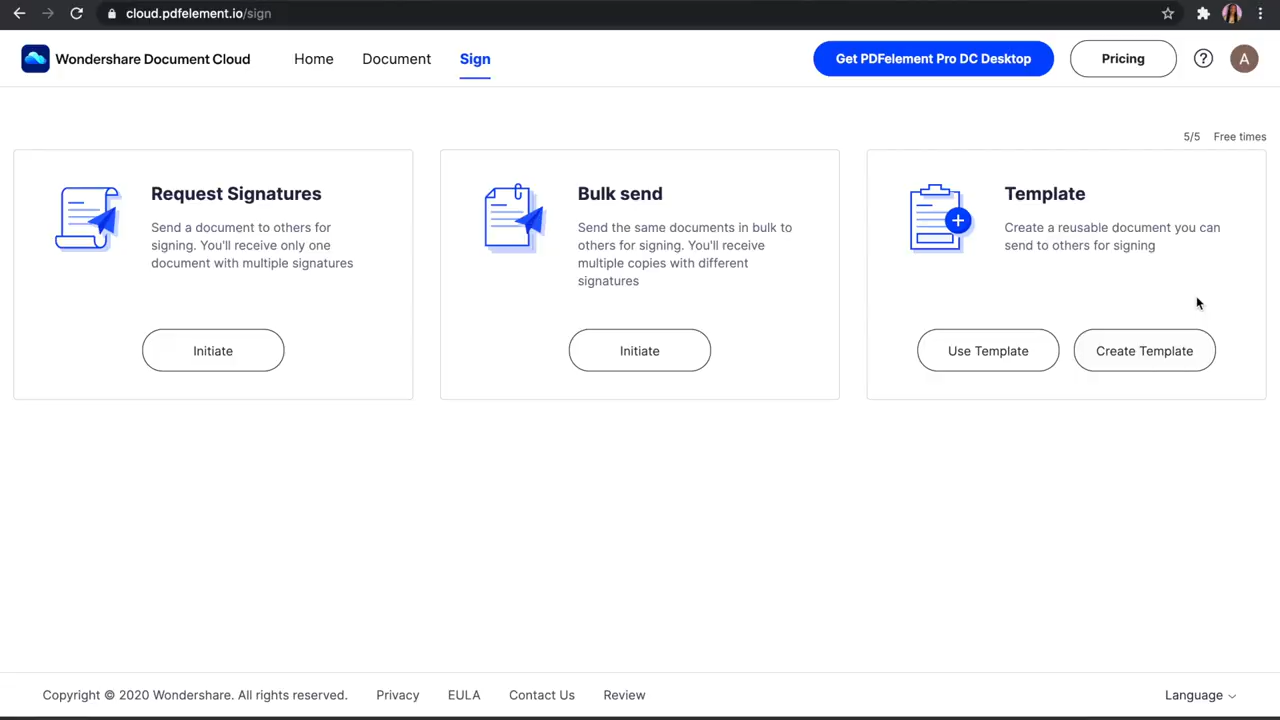 cloud.pdfelement.io/sign
Wondershare Document Cloud
Home
Document
Sign
Get PDFelement Pro DC Desktop
Pricing
A
5/5 Free times
Request Signatures
Send a document to others for
signing. You'll receive only one
document with multiple signatures
Initiate
Bulk send
Send the same documents in bulk to
others for signing. You'll receive
multiple copies with different
signatures
Initiate
Template
Create a reusable document you can
send to others for signing
Use Template
Create Template
Copyright © 2020 Wondershare. All rights reserved.
Privacy
EULA
Contact Us
Review
Language